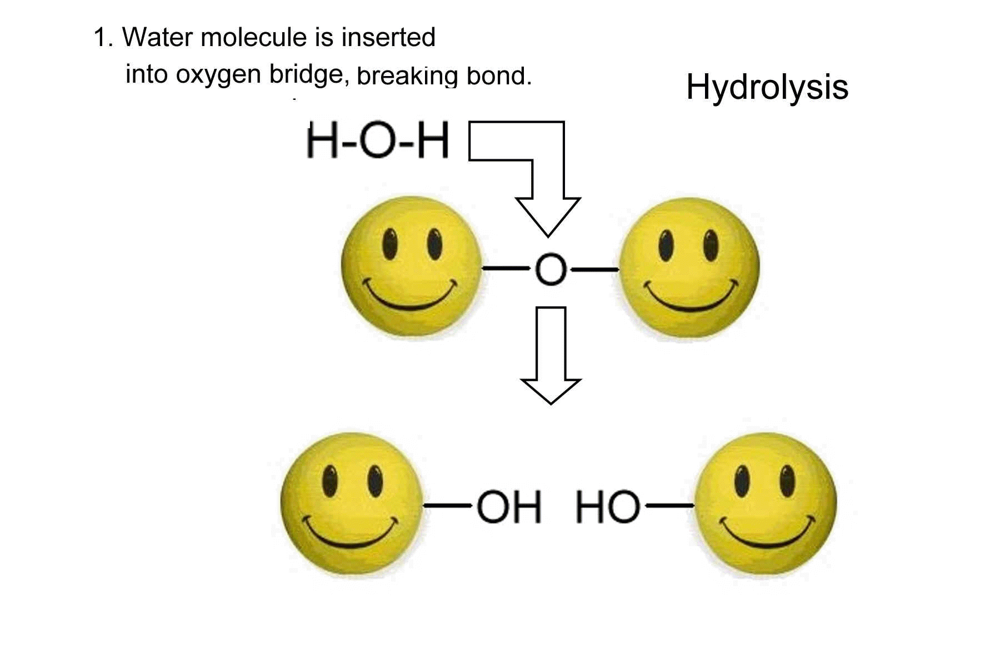 1. Water molecule is inserted
into oxygen bridge, breaking bond.
Hydrolysis
H-O-H
O
OH HO